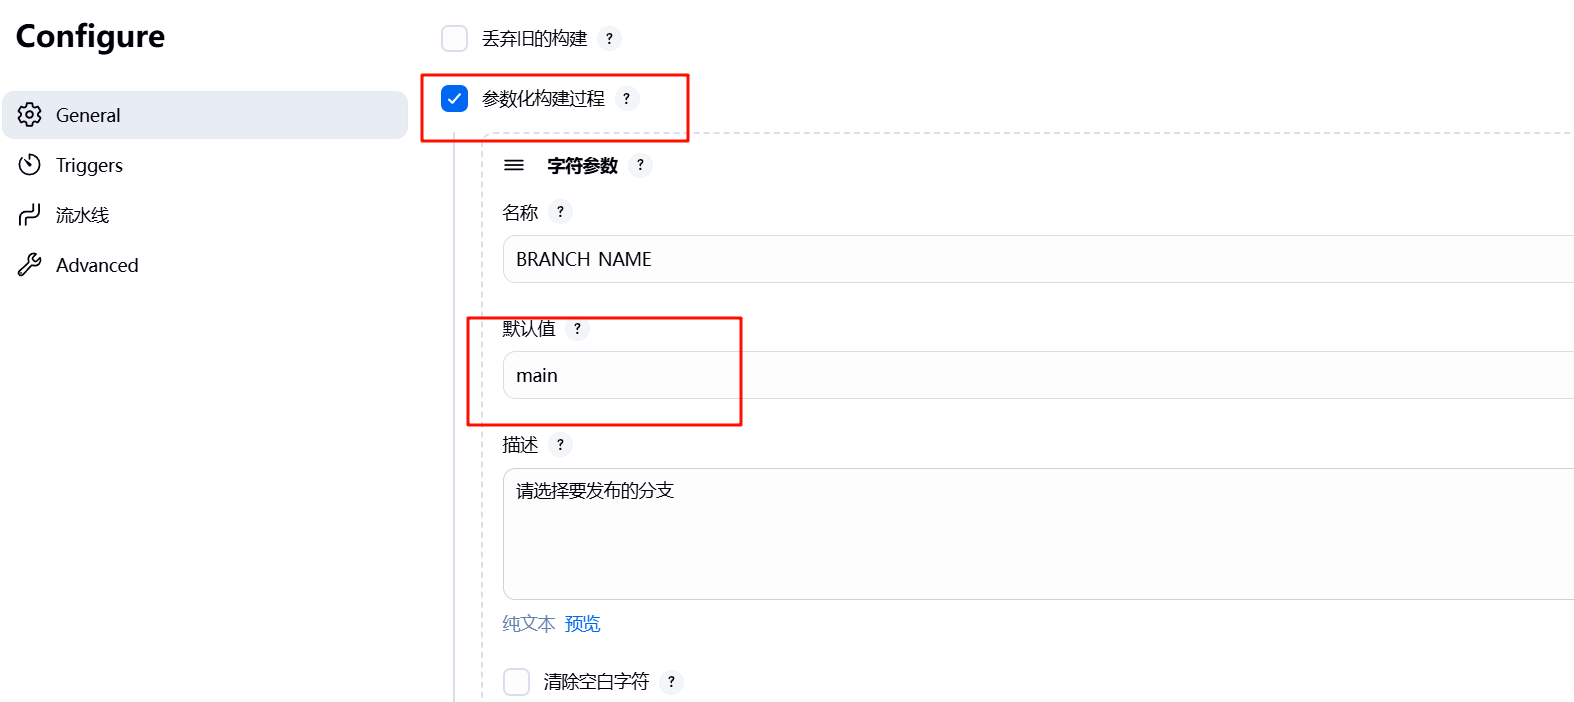 Configure
General
Triggers
流水线
Advanced
丢弃旧的构建 ?
参数化构建过程 ?
字符参数 ?
名称 ?
BRANCH NAME
默认值 ?
main
描述 ?
请选择要发布的分支
纯文本 预览
清除空白字符 ?